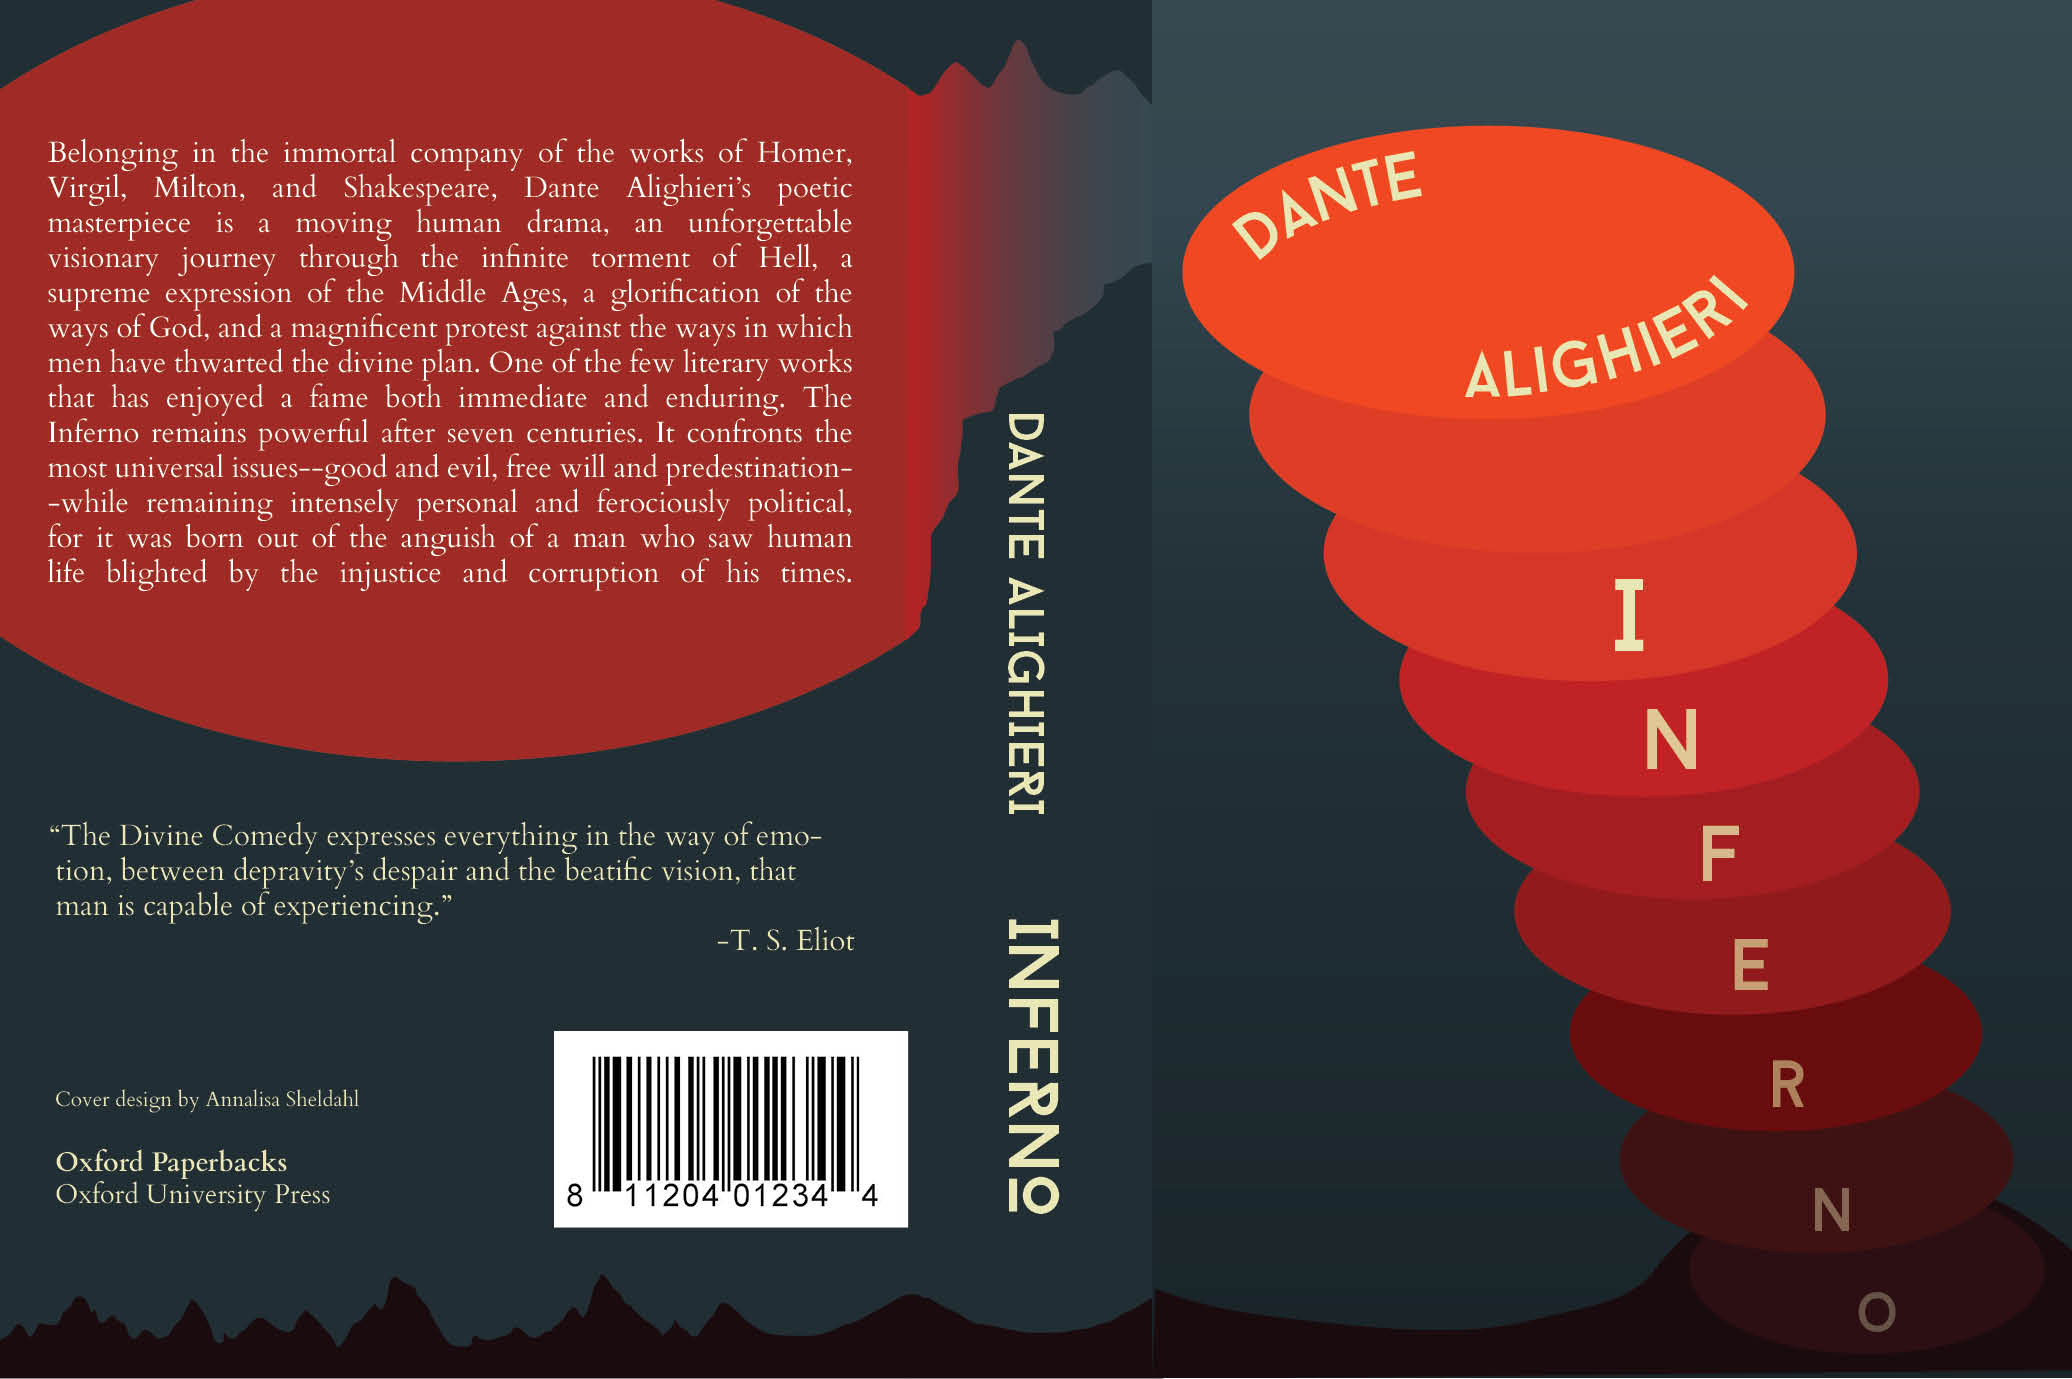 Belonging in the immortal company of the works of Homer,
Virgil, Milton, and Shakespeare, Dante Alighieri’s poetic
masterpiece is a moving human drama, an unforgettable
visionary journey through the infinite torment of Hell, a
supreme expression of the Middle Ages, a glorification of the
ways of God, and a magnificent protest against the ways in which
men have thwarted the divine plan. One of the few literary works
that has enjoyed a fame both immediate and enduring. The
Inferno remains powerful after seven centuries. It confronts the
most universal issues--good and evil, free will and predestination-
-while remaining intensely personal and ferociously political,
for it was born out of the anguish of a man who saw human
life blighted by the injustice and corruption of his times.
“The Divine Comedy expresses everything in the way of emo-
tion, between depravity’s despair and the beatific vision, that
man is capable of experiencing.”
-T. S. Eliot
Cover design by Annalisa Sheldahl
Oxford Paperbacks
Oxford University Press
8 11204 01234 4
DANTE ALIGHIERI INFERNO
DANTE
ALIGHIERI
I
N
F
E
R
N
O